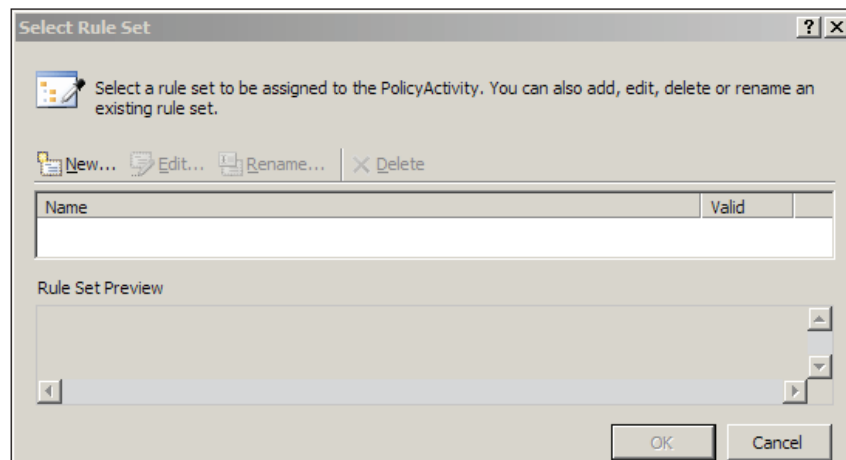 Select Rule Set
Select a rule set to be assigned to the PolicyActivity. You can also add, edit, delete or rename an
existing rule set.
New... Edit... Rename... Delete
Name Valid
Rule Set Preview
OK Cancel